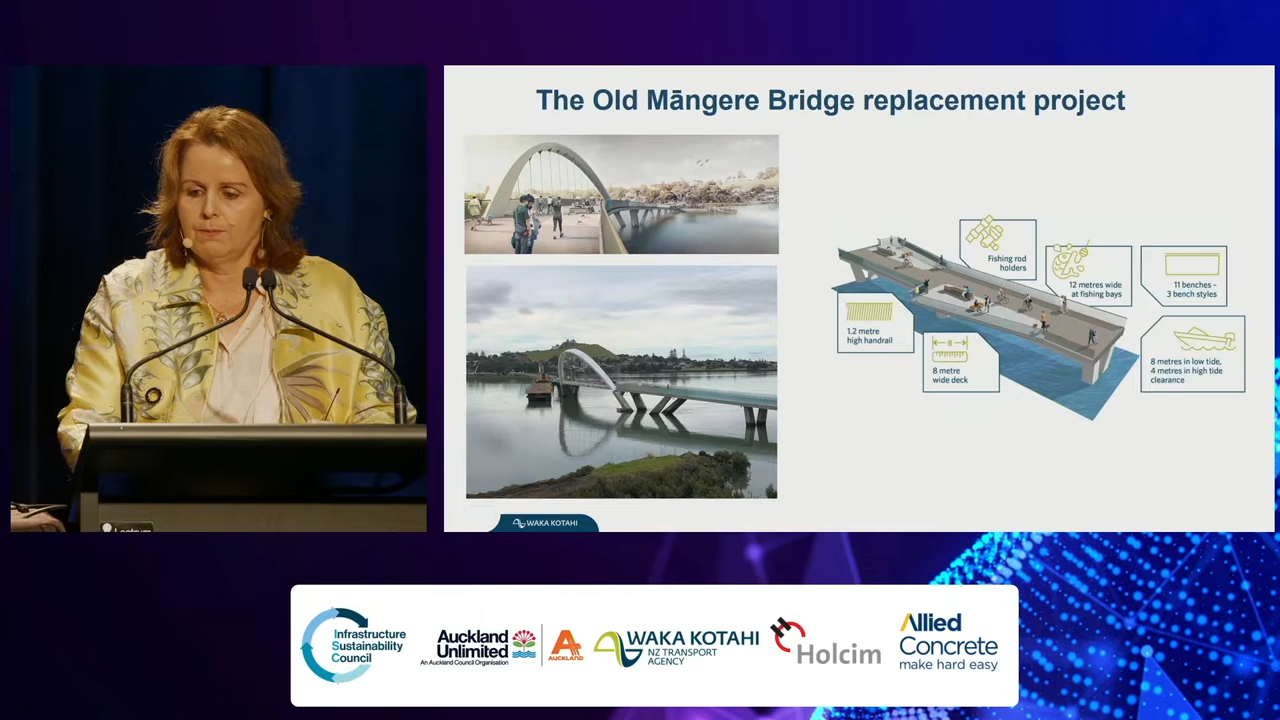 The Old Māngere Bridge replacement project
Fishing rod
holders
12 metres wide
at fishing bays
11 benches –
3 bench styles
1.2 metre
high handrail
8
8 metre
wide deck
8 metres in low tide,
4 metres in high tide
clearance
WAKA KOTAHI
Infrastructure
Sustainability
Council
Auckland
Unlimited
An Auckland Council Organisation
AUCKLAND
WAKA KOTAHI
NZ TRANSPORT
AGENCY
Holcim
Allied
Concrete
make hard easy